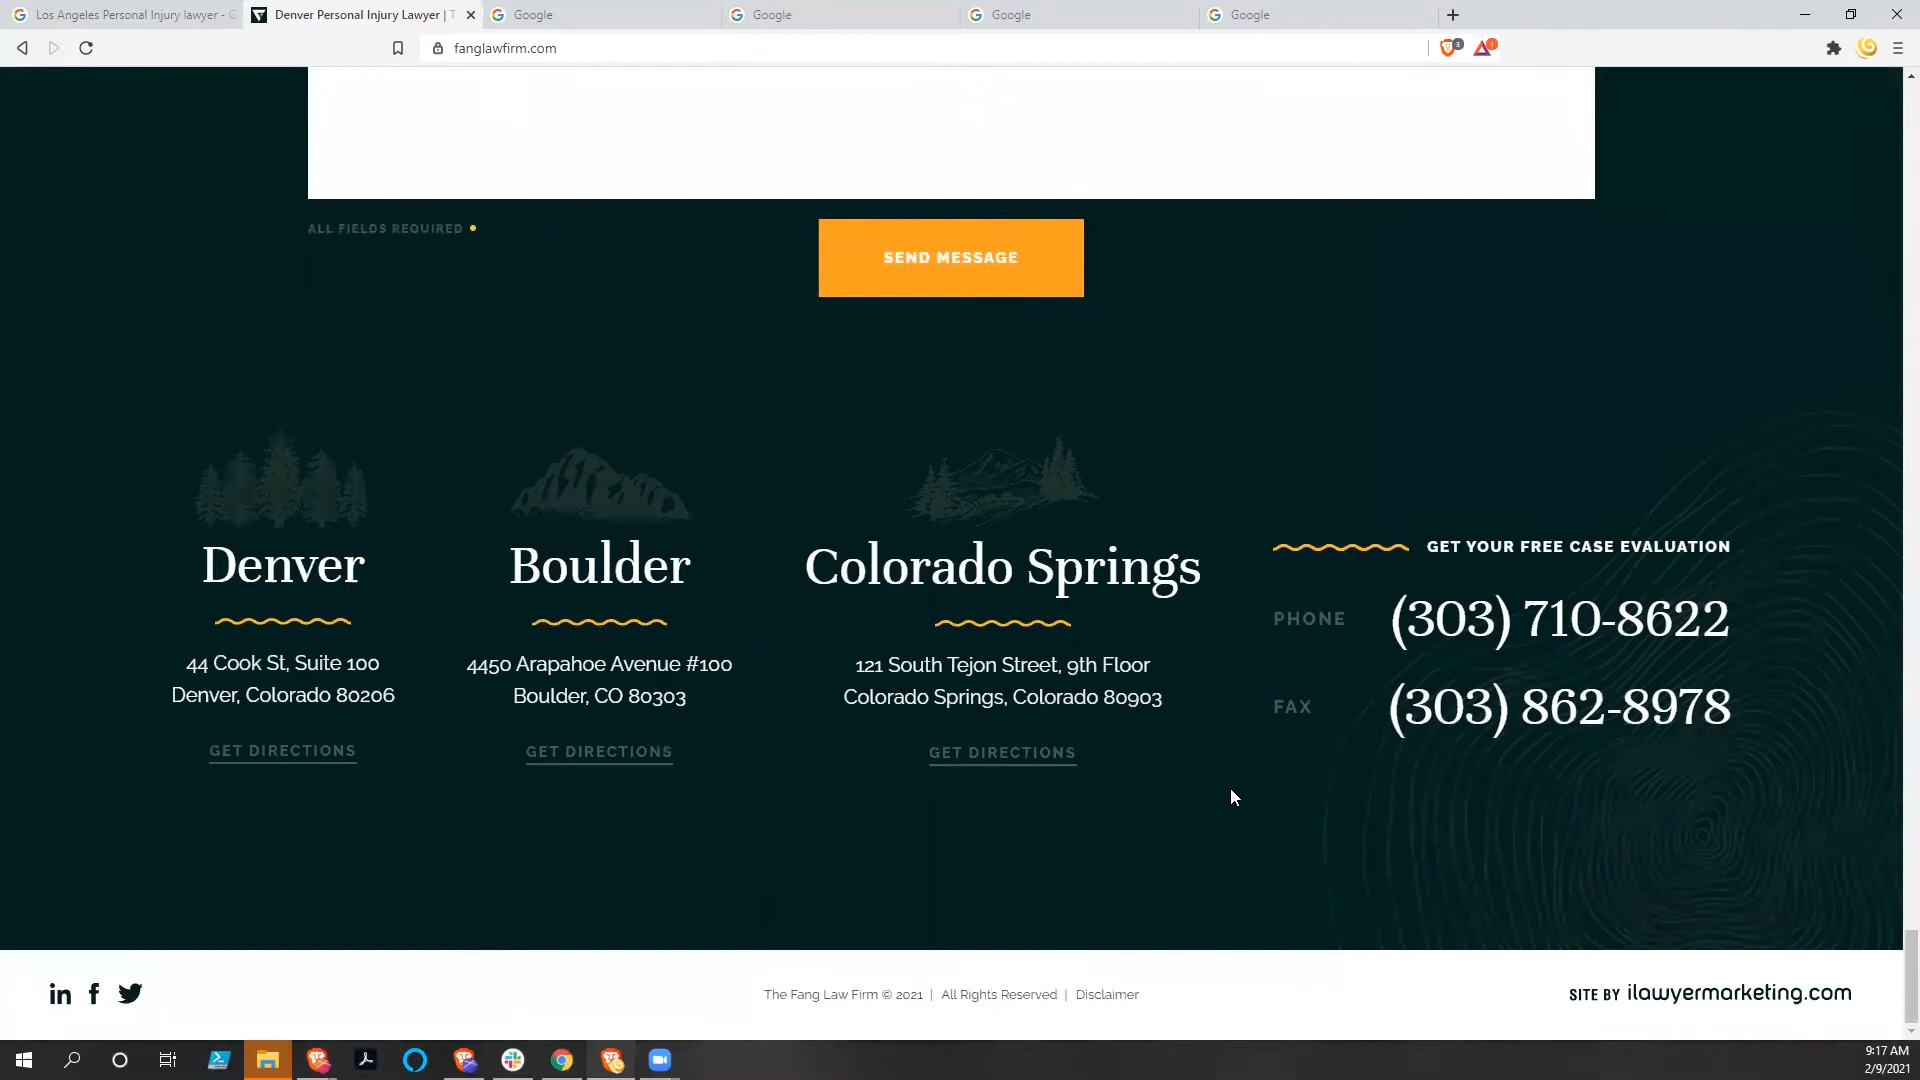 Los Angeles Personal Injury lawyer - G
Denver Personal Injury Lawyer | T
Google
Google
Google
Google
fanglawfirm.com
3
1
ALL FIELDS REQUIRED
SEND MESSAGE
Denver
44 Cook St, Suite 100
Denver, Colorado 80206
GET DIRECTIONS
Boulder
4450 Arapahoe Avenue #100
Boulder, CO 80303
GET DIRECTIONS
Colorado Springs
121 South Tejon Street, 9th Floor
Colorado Springs, Colorado 80903
GET DIRECTIONS
GET YOUR FREE CASE EVALUATION
PHONE (303) 710-8622
FAX (303) 862-8978
The Fang Law Firm © 2021 | All Rights Reserved | Disclaimer
SITE BY ilawyermarketing.com
9:17 AM
2/9/2021